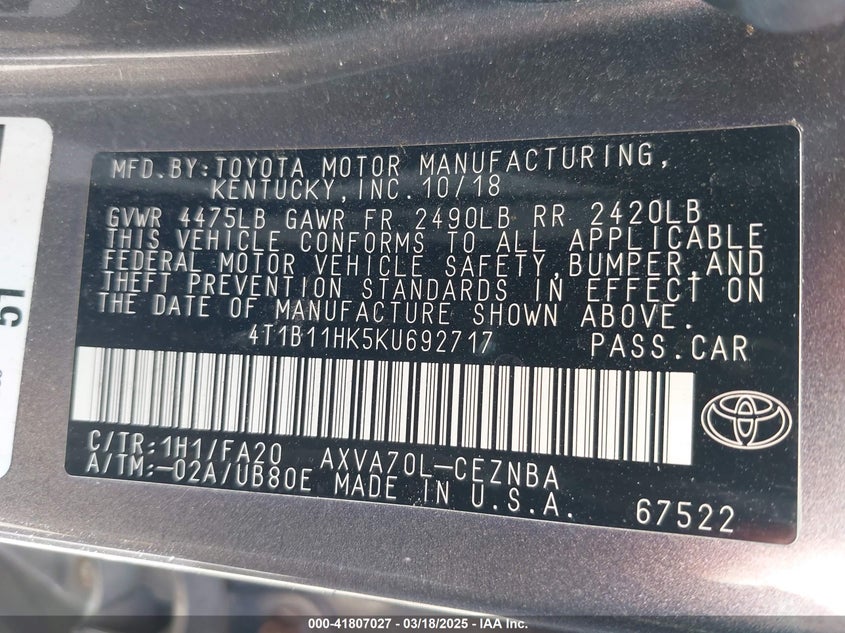 MFD.BY:TOYOTA MOTOR MANUFACTURING,
KENTUCKY,INC. 10/18
GVWR 4475LB GAWR FR 2490LB RR 2420LB
THIS VEHICLE CONFORMS TO ALL APPLICABLE
FEDERAL MOTOR VEHICLE SAFETY,BUMPER,AND
THEFT PREVENTION STANDARDS IN EFFECT ON
THE DATE OF MANUFACTURE SHOWN ABOVE.
4T1B11HK5KU692717 PASS.CAR
C/TR:1H1/FA20 AXVA70L-CEZNBA
A/TM:-02A/UB80E MADE IN U.S.A. 67522
Lc
000-41807027 / 03/18/2025 - IAA Inc.